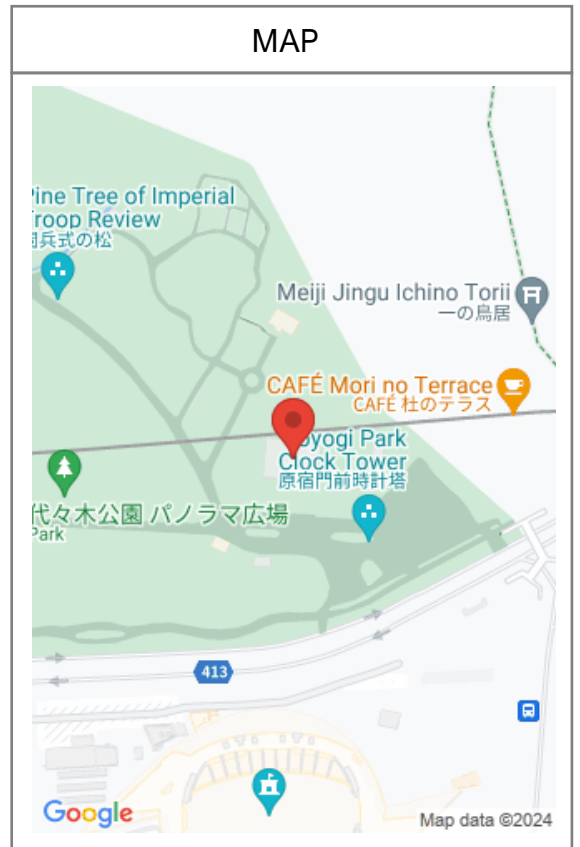 MAP
Pine Tree of Imperial
Troop Review
閲兵式の松
Meiji Jingu Ichino Torii
一の鳥居
CAFÉ Mori no Terrace
CAFÉ 杜のテラス
oyogi Park
Clock Tower
原宿門前時計塔
代々木公園 パノラマ広場
Park
413
Google
Map data ©2024